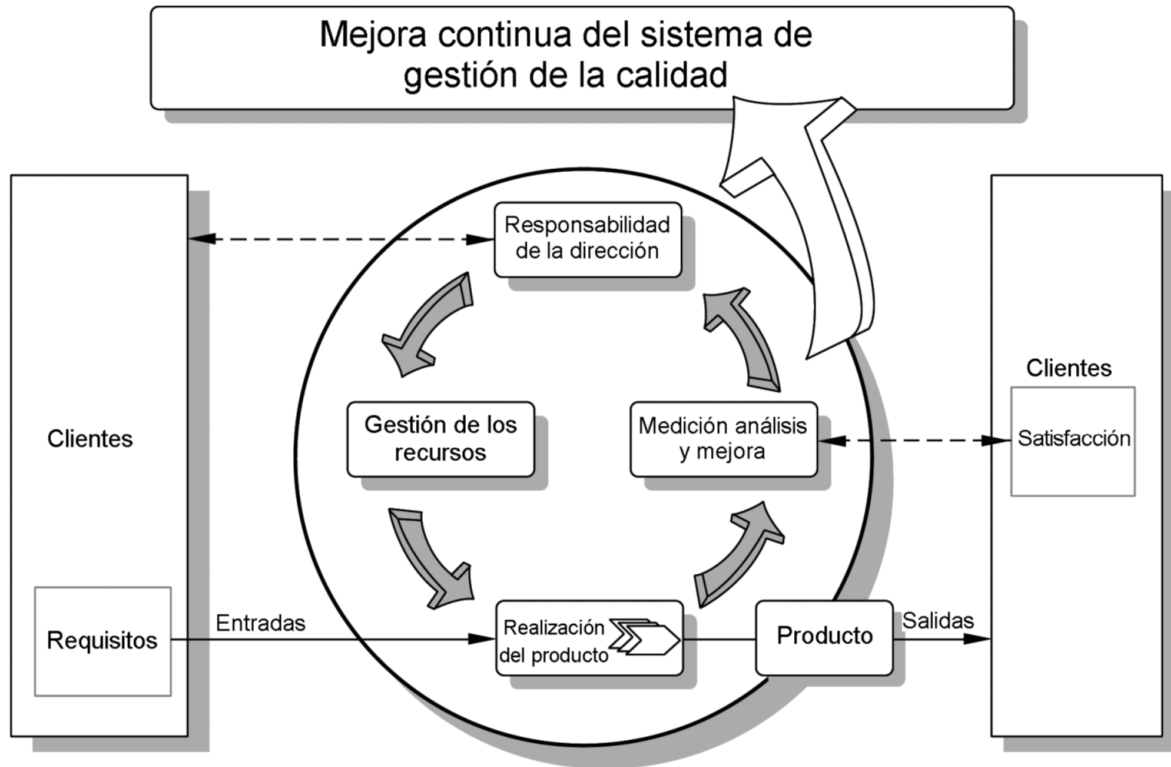 Mejora continua del sistema de
gestión de la calidad
Responsabilidad
de la dirección
Clientes
Gestión de los
recursos
Medición análisis
y mejora
Clientes
Satisfacción
Requisitos
Entradas
Realización
del producto
Producto
Salidas